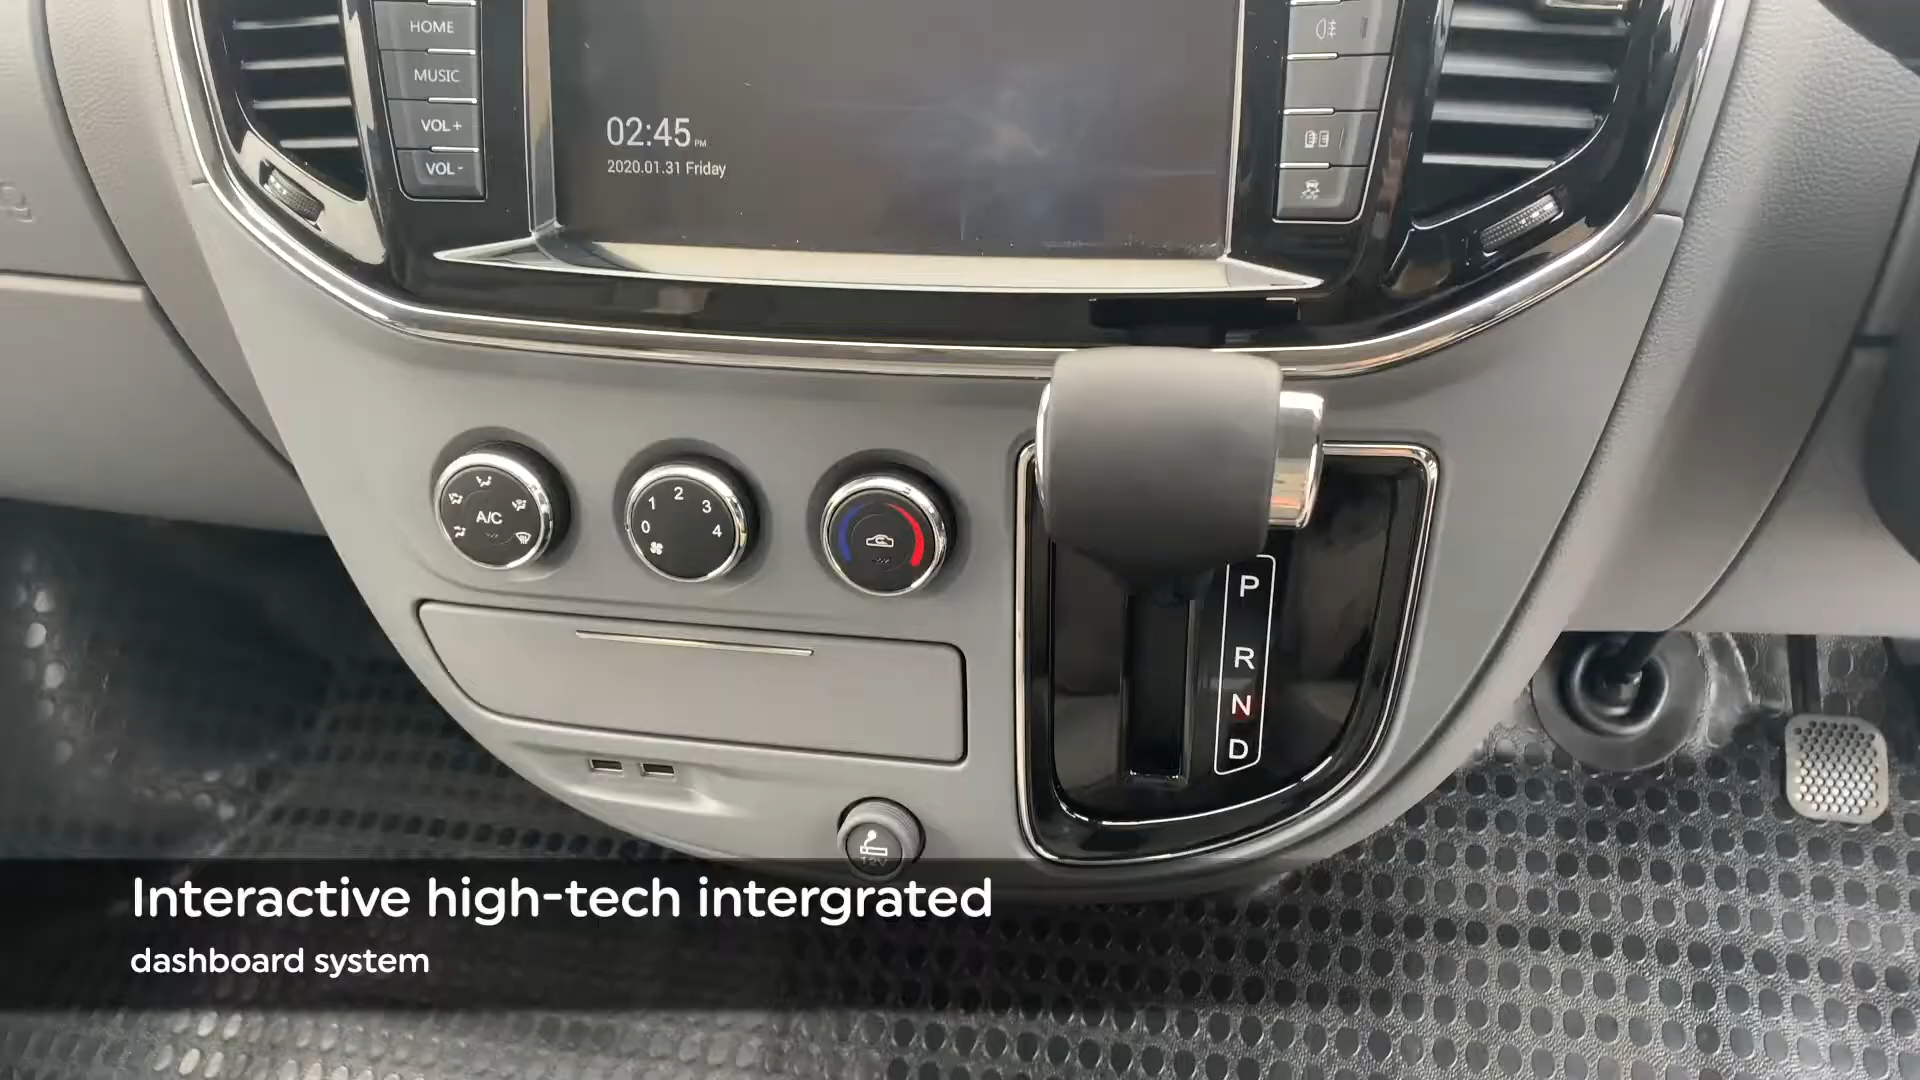 HOME
MUSIC
VOL+
VOL-
02:45 PM
2020.01.31 Friday
A/C
0 1 2 3 4
P
R
N
D
12V
Interactive high-tech intergrated
dashboard system